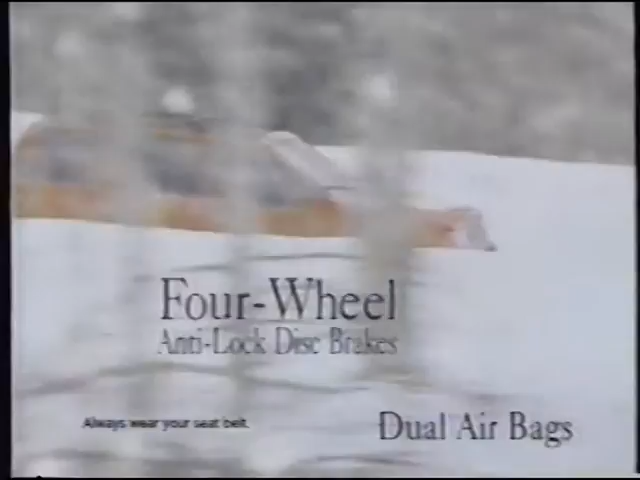 Four-Wheel
Anti-Lock Disc Brakes
Always wear your seat belt.
Dual Air Bags